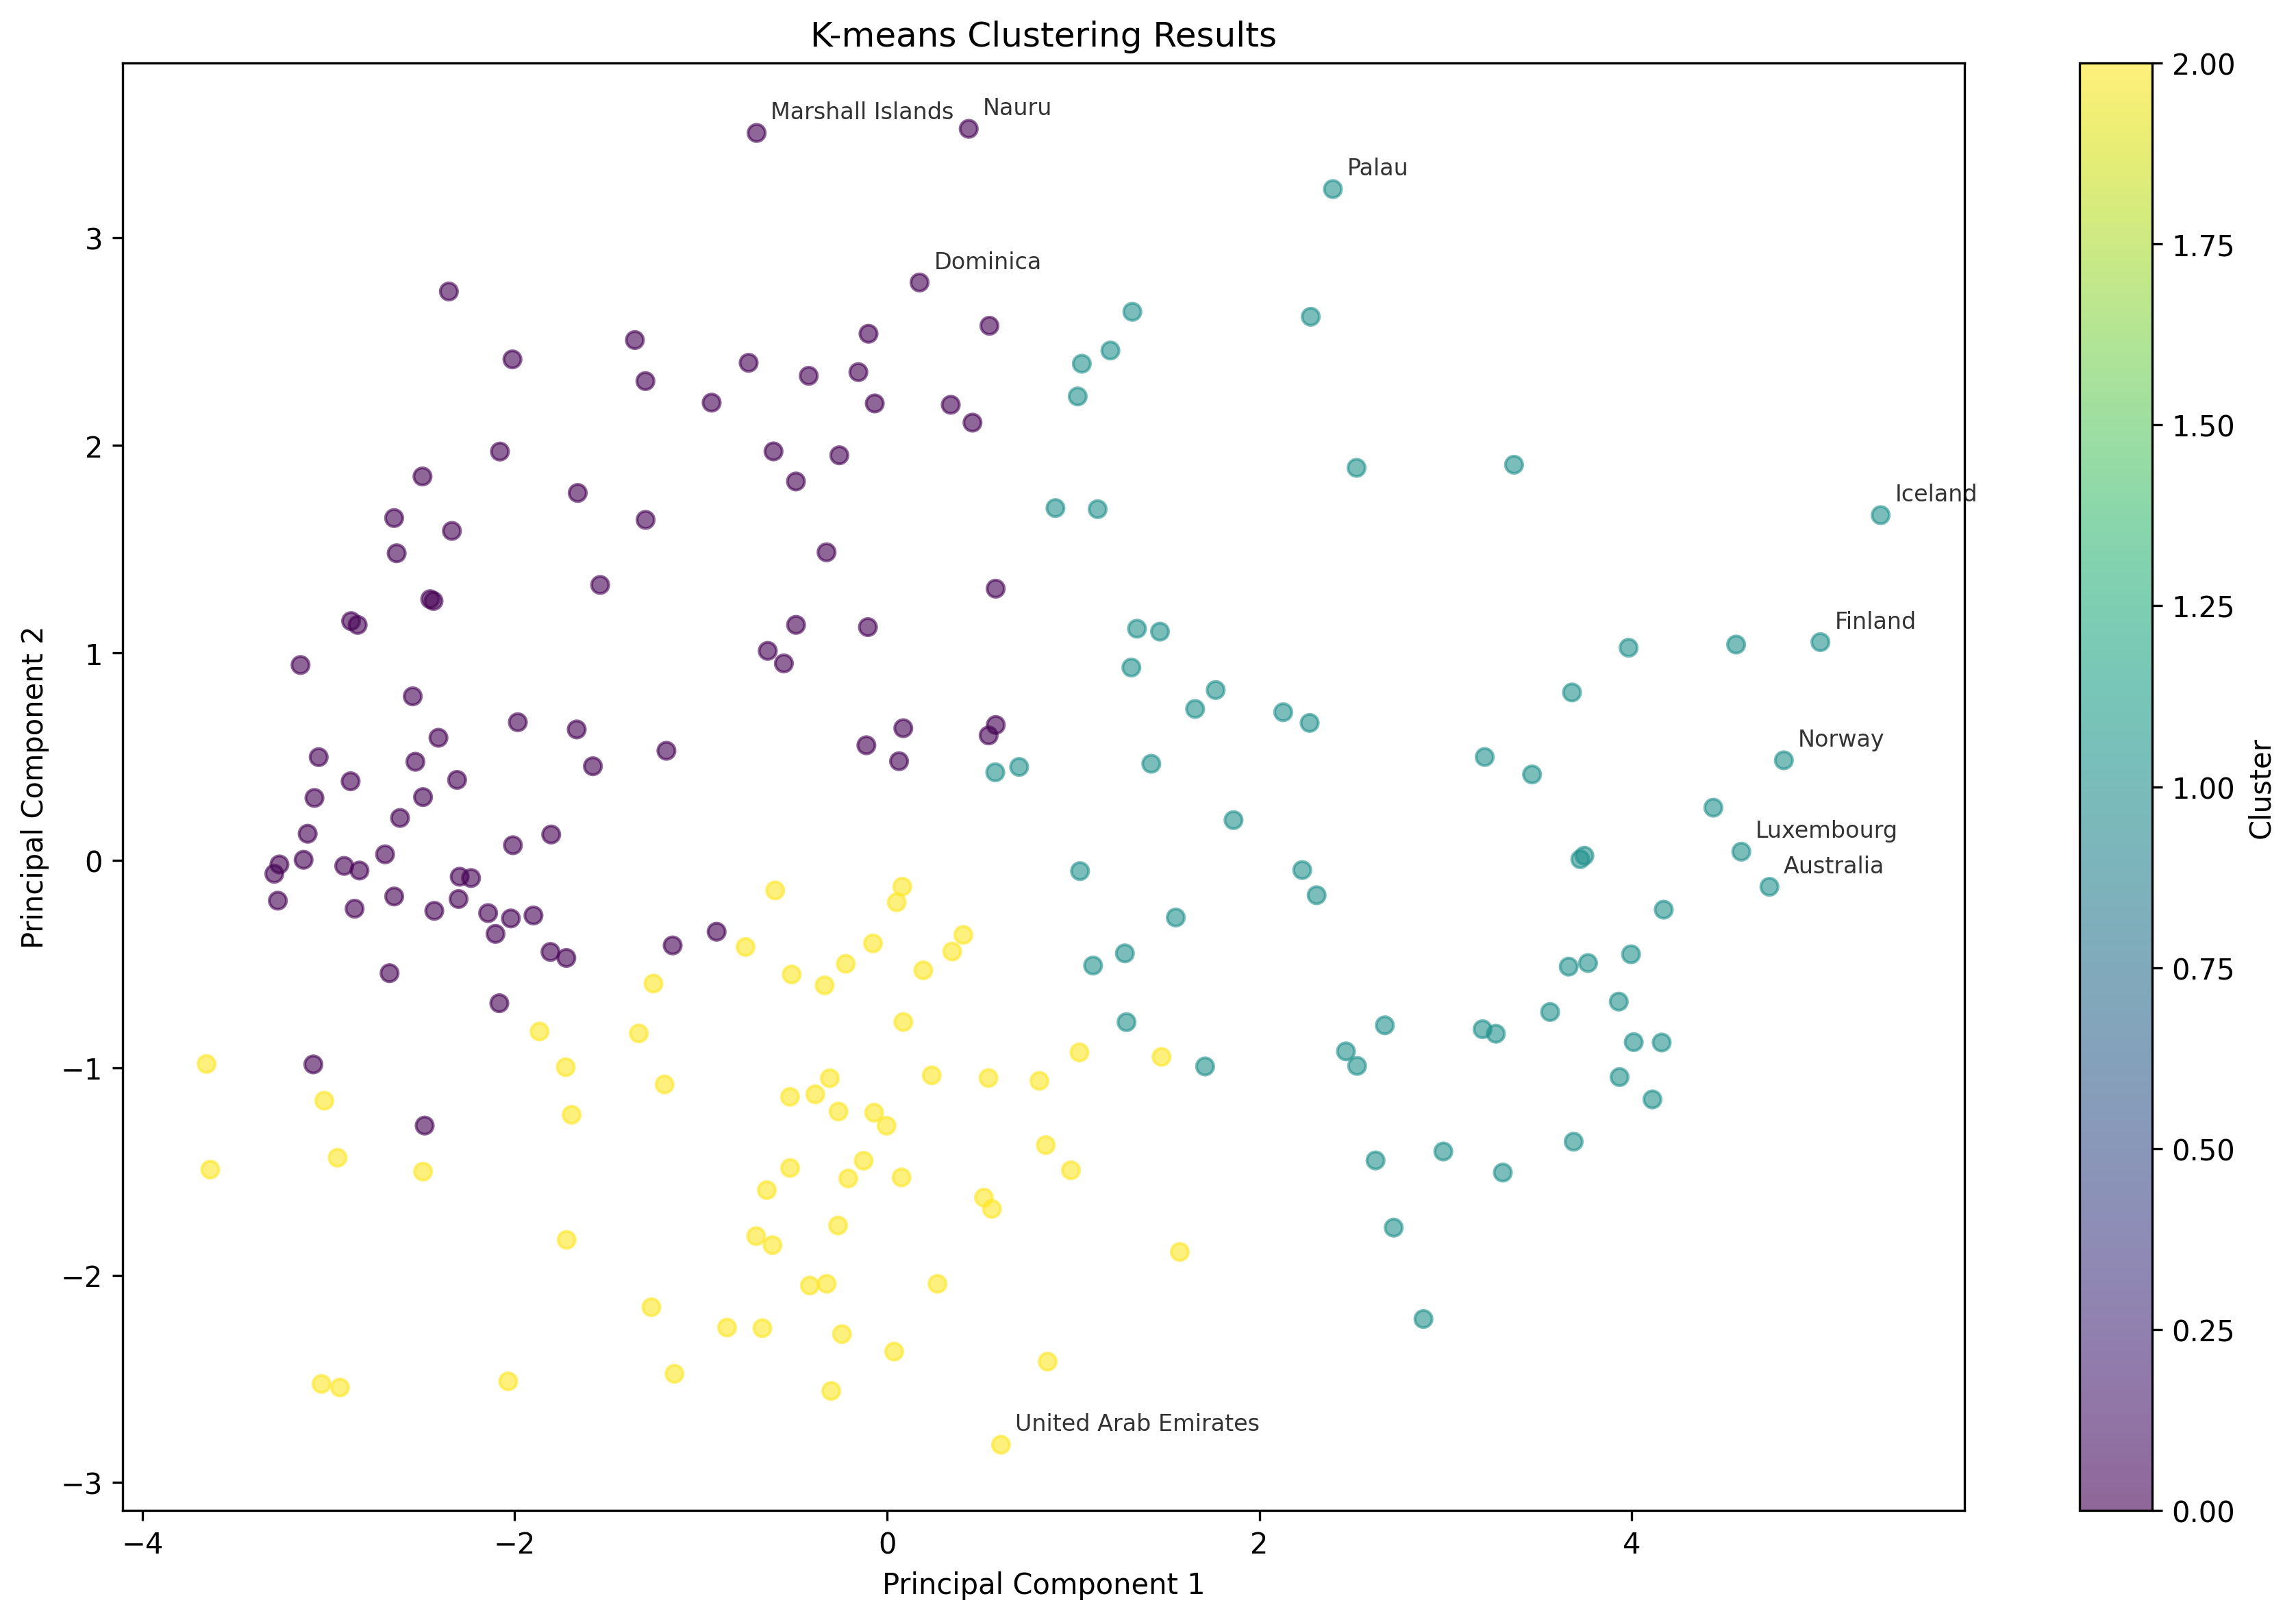 K-means Clustering Results
Marshall Islands
Nauru
Palau
Dominica
Iceland
Finland
Norway
Luxembourg
Australia
United Arab Emirates
3
2
1
0
−1
−2
−3
Principal Component 2
−4
−2
0
2
4
Principal Component 1
2.00
1.75
1.50
1.25
1.00
0.75
0.50
0.25
0.00
Cluster